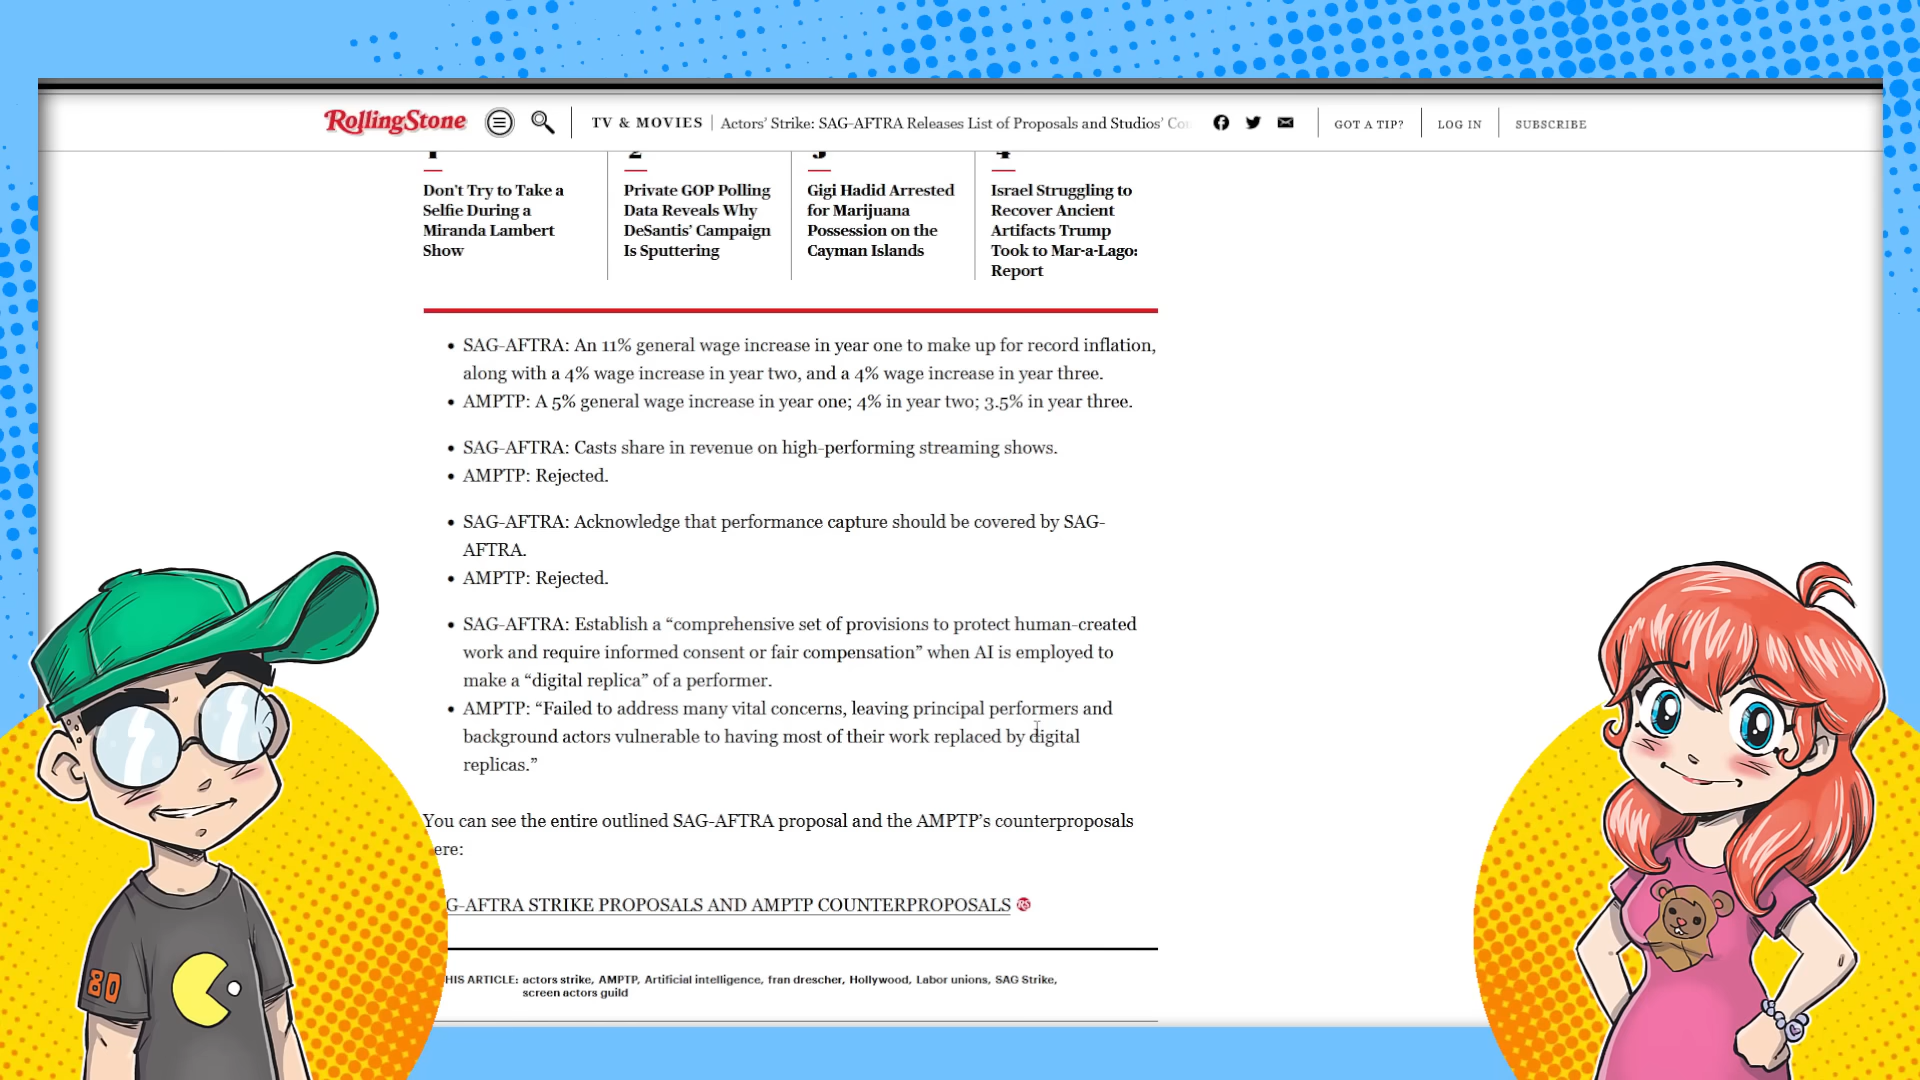 RollingStone
TV & MOVIES
Actors' Strike: SAG-AFTRA Releases List of Proposals and Studios'
GOT A TIP?
LOG IN
SUBSCRIBE
1
2
3
4
Don't Try to Take a
Selfie During a
Miranda Lambert
Show
Private GOP Polling
Data Reveals Why
DeSantis' Campaign
Is Sputtering
Gigi Hadid Arrested
for Marijuana
Possession on the
Cayman Islands
Israel Struggling to
Recover Ancient
Artifacts Trump
Took to Mar-a-Lago:
Report
• SAG-AFTRA: An 11% general wage increase in year one to make up for record inflation,
along with a 4% wage increase in year two, and a 4% wage increase in year three.
• AMPTP: A 5% general wage increase in year one; 4% in year two; 3.5% in year three.
• SAG-AFTRA: Casts share in revenue on high-performing streaming shows.
• AMPTP: Rejected.
• SAG-AFTRA: Acknowledge that performance capture should be covered by SAG-
AFTRA.
• AMPTP: Rejected.
• SAG-AFTRA: Establish a “comprehensive set of provisions to protect human-created
work and require informed consent or fair compensation” when AI is employed to
make a “digital replica” of a performer.
• AMPTP: “Failed to address many vital concerns, leaving principal performers and
background actors vulnerable to having most of their work replaced by digital
replicas.”
You can see the entire outlined SAG-AFTRA proposal and the AMPTP's counterproposals
ere:
G-AFTRA STRIKE PROPOSALS AND AMPTP COUNTERPROPOSALS RS
HIS ARTICLE: actors strike, AMPTP, Artificial intelligence, fran drescher, Hollywood, Labor unions, SAG Strike,
screen actors guild
80